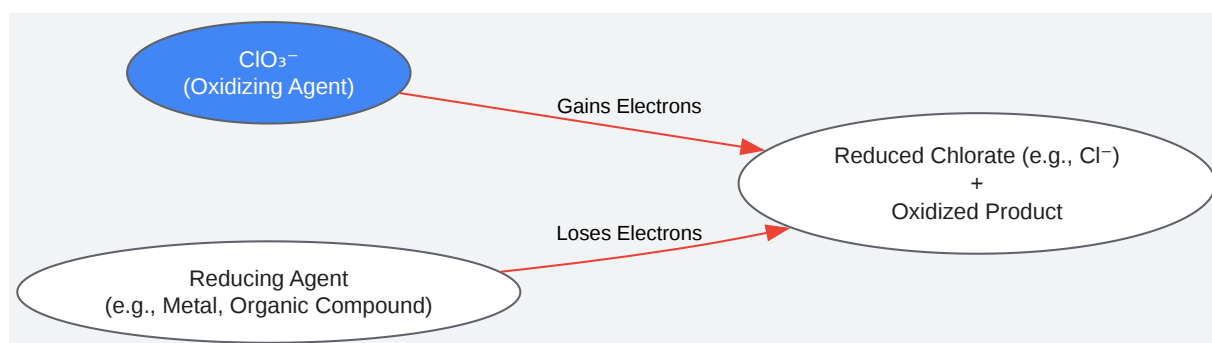 ClO₃⁻
(Oxidizing Agent)
Gains Electrons
Reduced Chlorate (e.g., Cl⁻)
+
Oxidized Product
Loses Electrons
Reducing Agent
(e.g., Metal, Organic Compound)